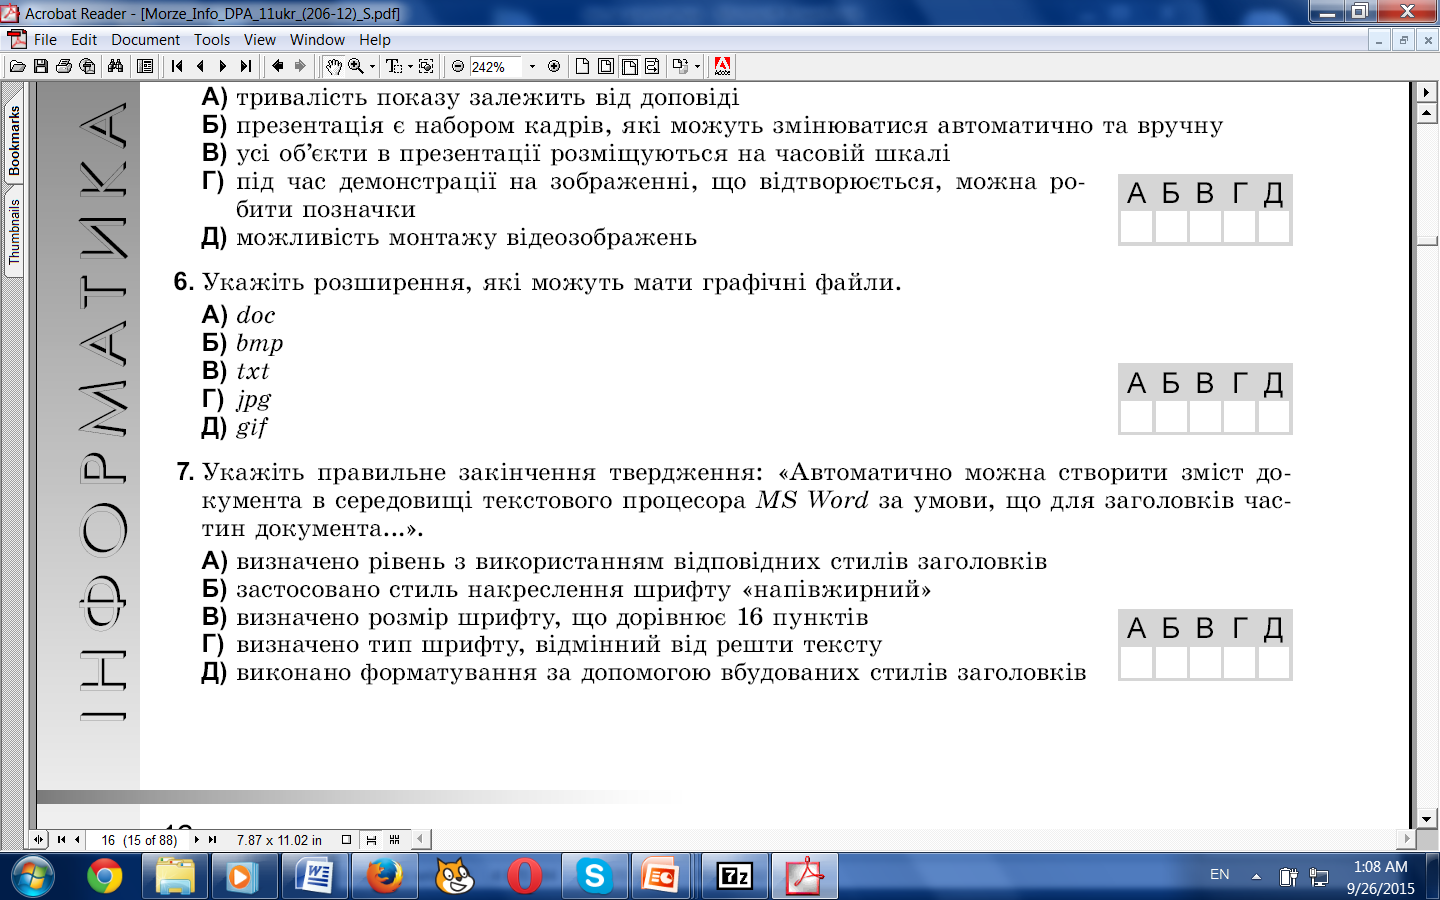 Acrobat Reader - [Morze_Info_DPA_11ukr_(206-12)_S.pdf]
File Edit Document Tools View Window Help
242%
Bookmarks
Thumbnails
ІНФОРМАТИКА
А) тривалість показу залежить від доповіді
Б) презентація є набором кадрів, які можуть змінюватися автоматично та вручну
В) усі об’єкти в презентації розміщуються на часовій шкалі
Г) під час демонстрації на зображенні, що відтворюється, можна ро-
бити позначки
Д) можливість монтажу відеозображень
А Б В Г Д
6. Укажіть розширення, які можуть мати графічні файли.
А) doc
Б) bmp
В) txt
Г) jpg
Д) gif
А Б В Г Д
7. Укажіть правильне закінчення твердження: «Автоматично можна створити зміст до-
кумента в середовищі текстового процесора MS Word за умови, що для заголовків час-
тин документа...».
А) визначено рівень з використанням відповідних стилів заголовків
Б) застосовано стиль накреслення шрифту «напівжирний»
В) визначено розмір шрифту, що дорівнює 16 пунктів
Г) визначено тип шрифту, відмінний від решти тексту
Д) виконано форматування за допомогою вбудованих стилів заголовків
А Б В Г Д
16 (15 of 88) 7.87 x 11.02 in
EN
1:08 AM
9/26/2015